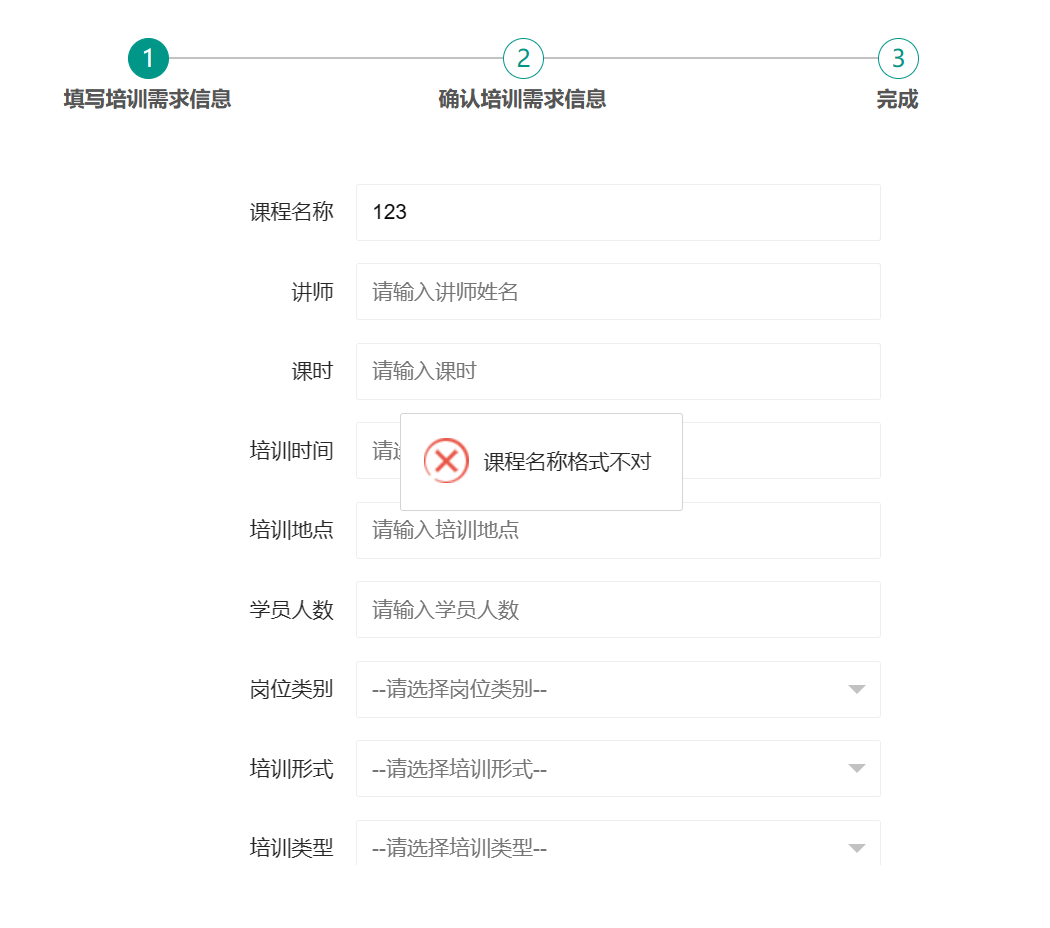 1
2
3
填写培训需求信息
确认培训需求信息
完成
课程名称
123
讲师
请输入讲师姓名
课时
请输入课时
培训时间
请
课程名称格式不对
培训地点
请输入培训地点
学员人数
请输入学员人数
岗位类别
--请选择岗位类别--
培训形式
--请选择培训形式--
培训类型
--请选择培训类型--